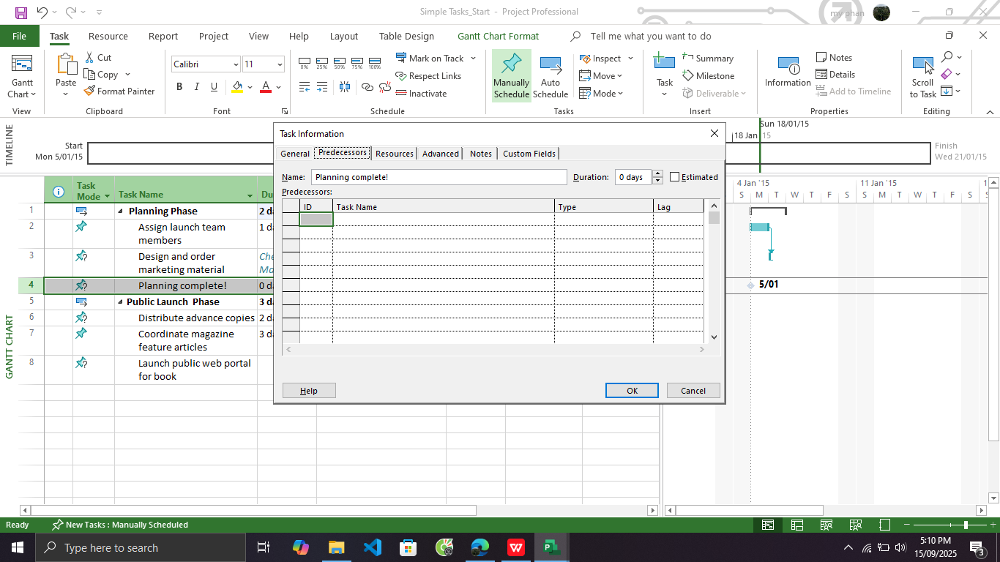 Simple Tasks_Start - Project Professional
my phan
File Task Resource Report Project View Help Layout Table Design Gantt Chart Format Tell me what you want to do
Gantt Chart
View
Paste
Cut
Copy
Format Painter
Clipboard
Calibri 11
B I U A
Font
0% 25% 50% 75% 100%
Mark on Track
Respect Links
Inactivate
Schedule
Manually Schedule
Auto Schedule
Inspect
Move
Mode
Tasks
Task
Summary
Milestone
Deliverable
Insert
Information
Notes
Details
Add to Timeline
Properties
Scroll to Task
Editing
TIMELINE
Start
Mon 5/01/15
Sun 18/01/15
18 Jan '15
Finish
Wed 21/01/15
Task Information
General Predecessors Resources Advanced Notes Custom Fields
Name: Planning complete! Duration: 0 days Estimated
Predecessors:
ID Task Name Type Lag
Help OK Cancel
GANTT CHART
Task Mode Task Name Du
1 Planning Phase 2 da
2 Assign launch team members 1 da
3 Design and order marketing material Che Ma
4 Planning complete! 0 da
5 Public Launch Phase 3 da
6 Distribute advance copies 2 da
7 Coordinate magazine feature articles 3 da
8 Launch public web portal for book
4 Jan '15 11 Jan '15 1
S M T W T F S S M T W T F S S
5/01
Ready New Tasks : Manually Scheduled
Type here to search
5:10 PM
15/09/2025
3